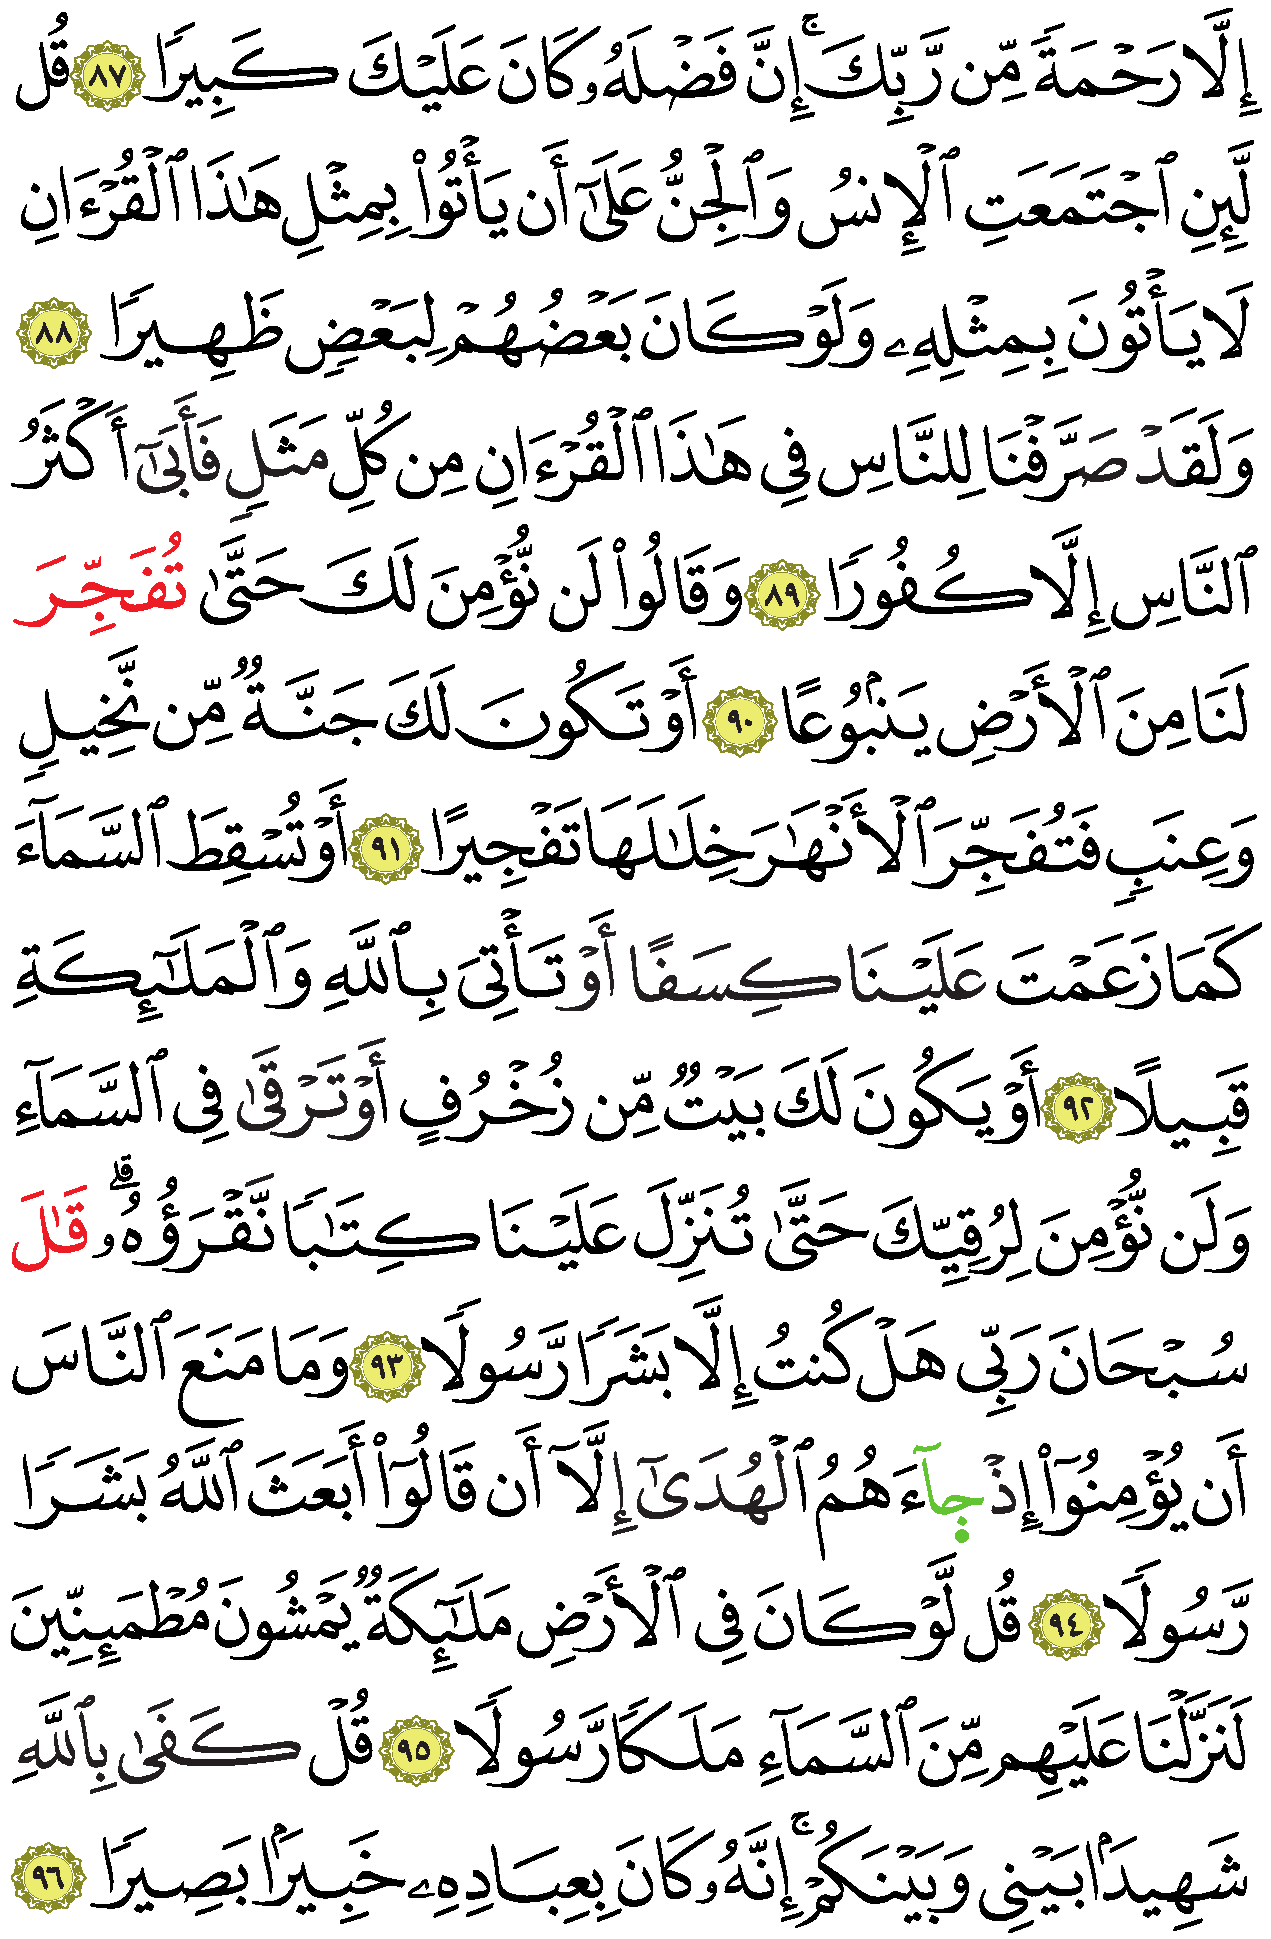 إِلَّا رَحْمَةً مِّن رَّبِّكَ ۚ إِنَّ فَضْلَهُۥ كَانَ عَلَيْكَ كَبِيرًا ٨٧ قُل
لَّئِنِ ٱجْتَمَعَتِ ٱلْإِنسُ وَٱلْجِنُّ عَلَىٰٓ أَن يَأْتُوا۟ بِمِثْلِ هَـٰذَا ٱلْقُرْءَانِ
لَا يَأْتُونَ بِمِثْلِهِۦ وَلَوْ كَانَ بَعْضُهُمْ لِبَعْضٍ ظَهِيرًا ٨٨
وَلَقَدْ صَرَّفْنَا لِلنَّاسِ فِى هَـٰذَا ٱلْقُرْءَانِ مِن كُلِّ مَثَلٍ فَأَبَىٰٓ أَكْثَرُ
ٱلنَّاسِ إِلَّا كُفُورًا ٨٩ وَقَالُوا۟ لَن نُّؤْمِنَ لَكَ حَتَّىٰ تُفَجِّرَ
لَنَا مِنَ ٱلْأَرْضِ يَنۢبُوعًا ٩٠ أَوْ تَكُونَ لَكَ جَنَّةٌ مِّن نَّخِيلٍ
وَعِنَبٍ فَتُفَجِّرَ ٱلْأَنْهَـٰرَ خِلَـٰلَهَا تَفْجِيرًا ٩١ أَوْ تُسْقِطَ ٱلسَّمَآءَ
كَمَا زَعَمْتَ عَلَيْنَا كِسَفًا أَوْ تَأْتِىَ بِٱللَّهِ وَٱلْمَلَـٰٓئِكَةِ
قَبِيلًا ٩٢ أَوْ يَكُونَ لَكَ بَيْتٌ مِّن زُخْرُفٍ أَوْ تَرْقَىٰ فِى ٱلسَّمَآءِ
وَلَن نُّؤْمِنَ لِرُقِيِّكَ حَتَّىٰ تُنَزِّلَ عَلَيْنَا كِتَـٰبًا نَّقْرَؤُهُۥ ۗ قَـٰلَ
سُبْحَانَ رَبِّى هَلْ كُنتُ إِلَّا بَشَرًا رَّسُولًا ٩٣ وَمَا مَنَعَ ٱلنَّاسَ
أَن يُؤْمِنُوٓا۟ إِذْ جَآءَهُمُ ٱلْهُدَىٰٓ إِلَّآ أَن قَالُوٓا۟ أَبَعَثَ ٱللَّهُ بَشَرًا
رَّسُولًا ٩٤ قُل لَّوْ كَانَ فِى ٱلْأَرْضِ مَلَـٰٓئِكَةٌ يَمْشُونَ مُطْمَئِنِّينَ
لَنَزَّلْنَا عَلَيْهِم مِّنَ ٱلسَّمَآءِ مَلَكًا رَّسُولًا ٩٥ قُلْ كَفَىٰ بِٱللَّهِ
شَهِيدًۢا بَيْنِى وَبَيْنَكُمْ ۚ إِنَّهُۥ كَانَ بِعِبَادِهِۦ خَبِيرًۢا بَصِيرًا ٩٦